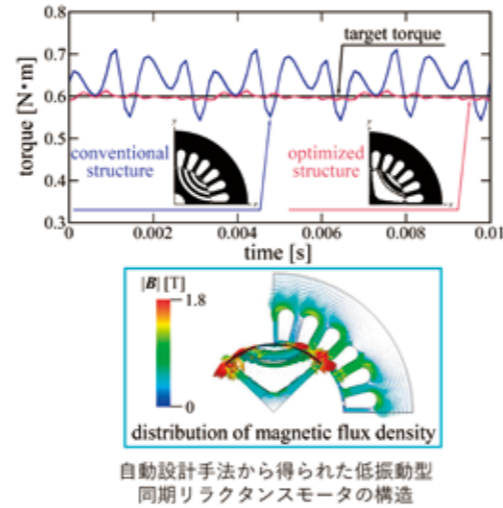 0.8
0.7
target torque
0.6
torque [N・m]
0.5
conventional structure
optimized structure
0.4
0.3
0
0.002
0.004
0.006
0.008
0.01
time [s]
|B| [T]
1.8
0
distribution of magnetic flux density
自動設計手法から得られた低振動型
同期リラクタンスモータの構造